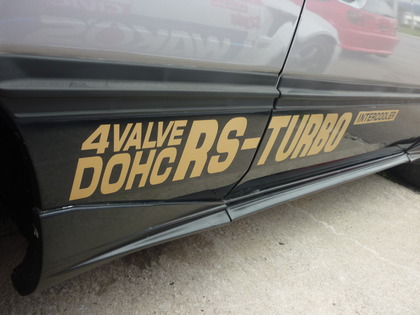 4VALVE
DOHC RS-TURBO
INTERCOOLER